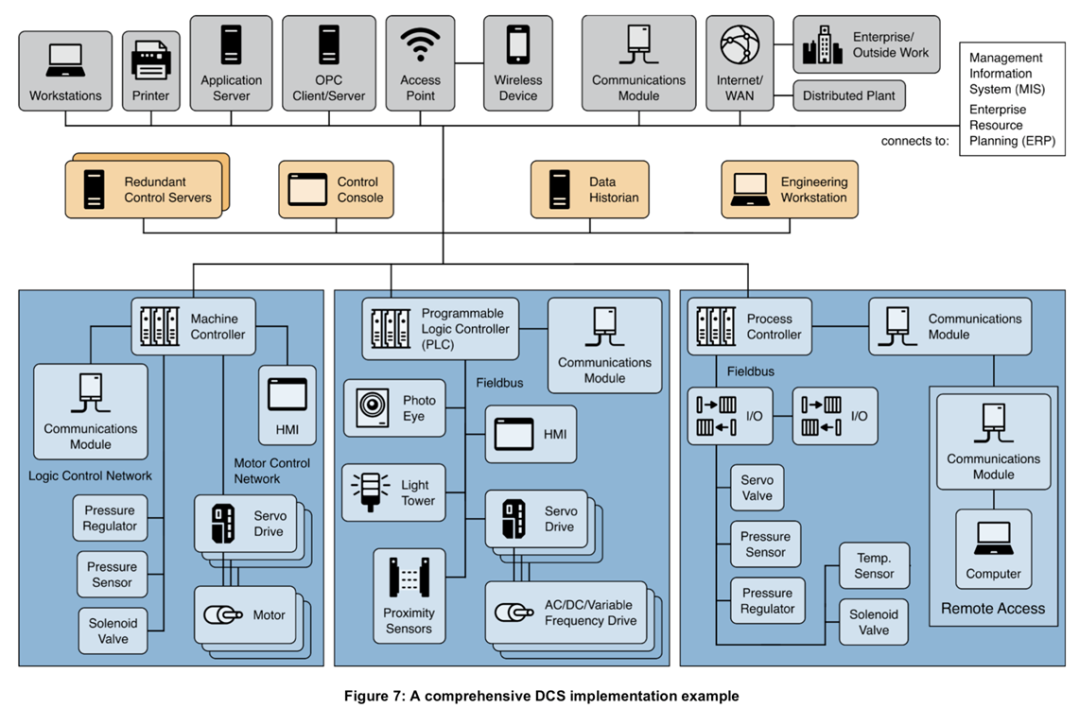 Workstations
Printer
Application
Server
OPC
Client/Server
Access
Point
Wireless
Device
Communications
Module
Internet/
WAN
Enterprise/
Outside Work
Distributed Plant
Management
Information
System (MIS)
Enterprise
Resource
Planning (ERP)
connects to:
Redundant
Control Servers
Control
Console
Data
Historian
Engineering
Workstation
Machine
Controller
Communications
Module
HMI
Logic Control Network
Motor Control
Network
Pressure
Regulator
Servo
Drive
Pressure
Sensor
Solenoid
Valve
Motor
Programmable
Logic Controller
(PLC)
Communications
Module
Fieldbus
Photo
Eye
HMI
Light
Tower
Servo
Drive
Proximity
Sensors
AC/DC/Variable
Frequency Drive
Process
Controller
Communications
Module
Fieldbus
I/O
I/O
Servo
Valve
Pressure
Sensor
Pressure
Regulator
Temp.
Sensor
Solenoid
Valve
Communications
Module
Computer
Remote Access
Figure 7: A comprehensive DCS implementation example